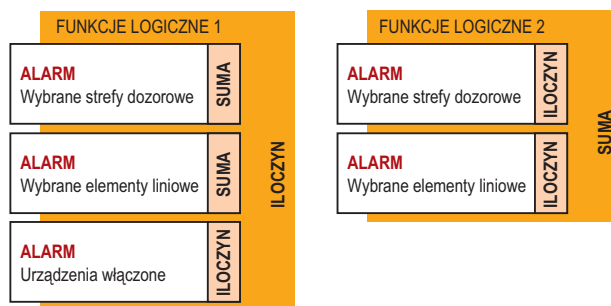 FUNKCJE LOGICZNE 1
ALARM
Wybrane strefy dozorowe
SUMA
ALARM
Wybrane elementy liniowe
SUMA
ALARM
Urządzenia włączone
ILOCZYN
ILOCZYN
FUNKCJE LOGICZNE 2
ALARM
Wybrane strefy dozorowe
ILOCZYN
ALARM
Wybrane elementy liniowe
ILOCZYN
SUMA